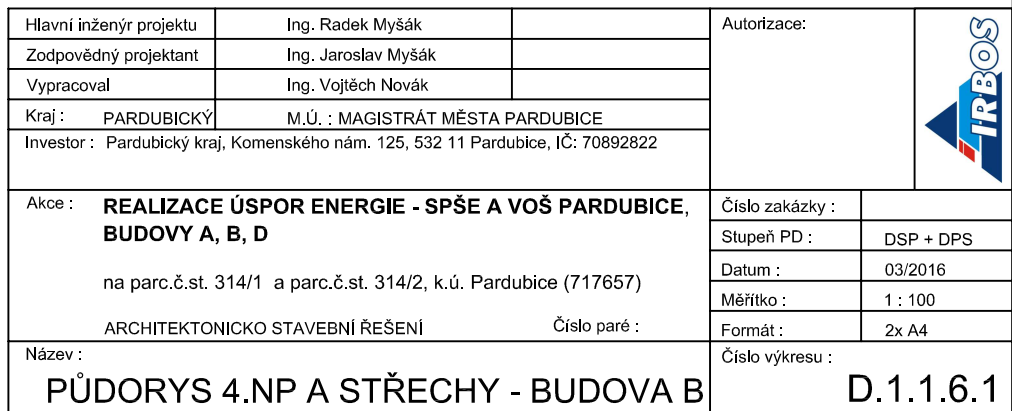 Hlavní inženýr projektu Ing. Radek Myšák
Zodpovědný projektant Ing. Jaroslav Myšák
Vypracoval Ing. Vojtěch Novák
Kraj : PARDUBICKÝ M.Ú. : MAGISTRÁT MĚSTA PARDUBICE
Investor : Pardubický kraj, Komenského nám. 125, 532 11 Pardubice, IČ: 70892822
Autorizace:
IRBOS
Akce : REALIZACE ÚSPOR ENERGIE - SPŠE A VOŠ PARDUBICE,
BUDOVY A, B, D
na parc.č.st. 314/1 a parc.č.st. 314/2, k.ú. Pardubice (717657)
ARCHITEKTONICKO STAVEBNÍ ŘEŠENÍ Číslo paré :
Číslo zakázky :
Stupeň PD : DSP + DPS
Datum : 03/2016
Měřítko : 1 : 100
Formát : 2x A4
Název :
PŮDORYS 4.NP A STŘECHY - BUDOVA B
Číslo výkresu :
D.1.1.6.1